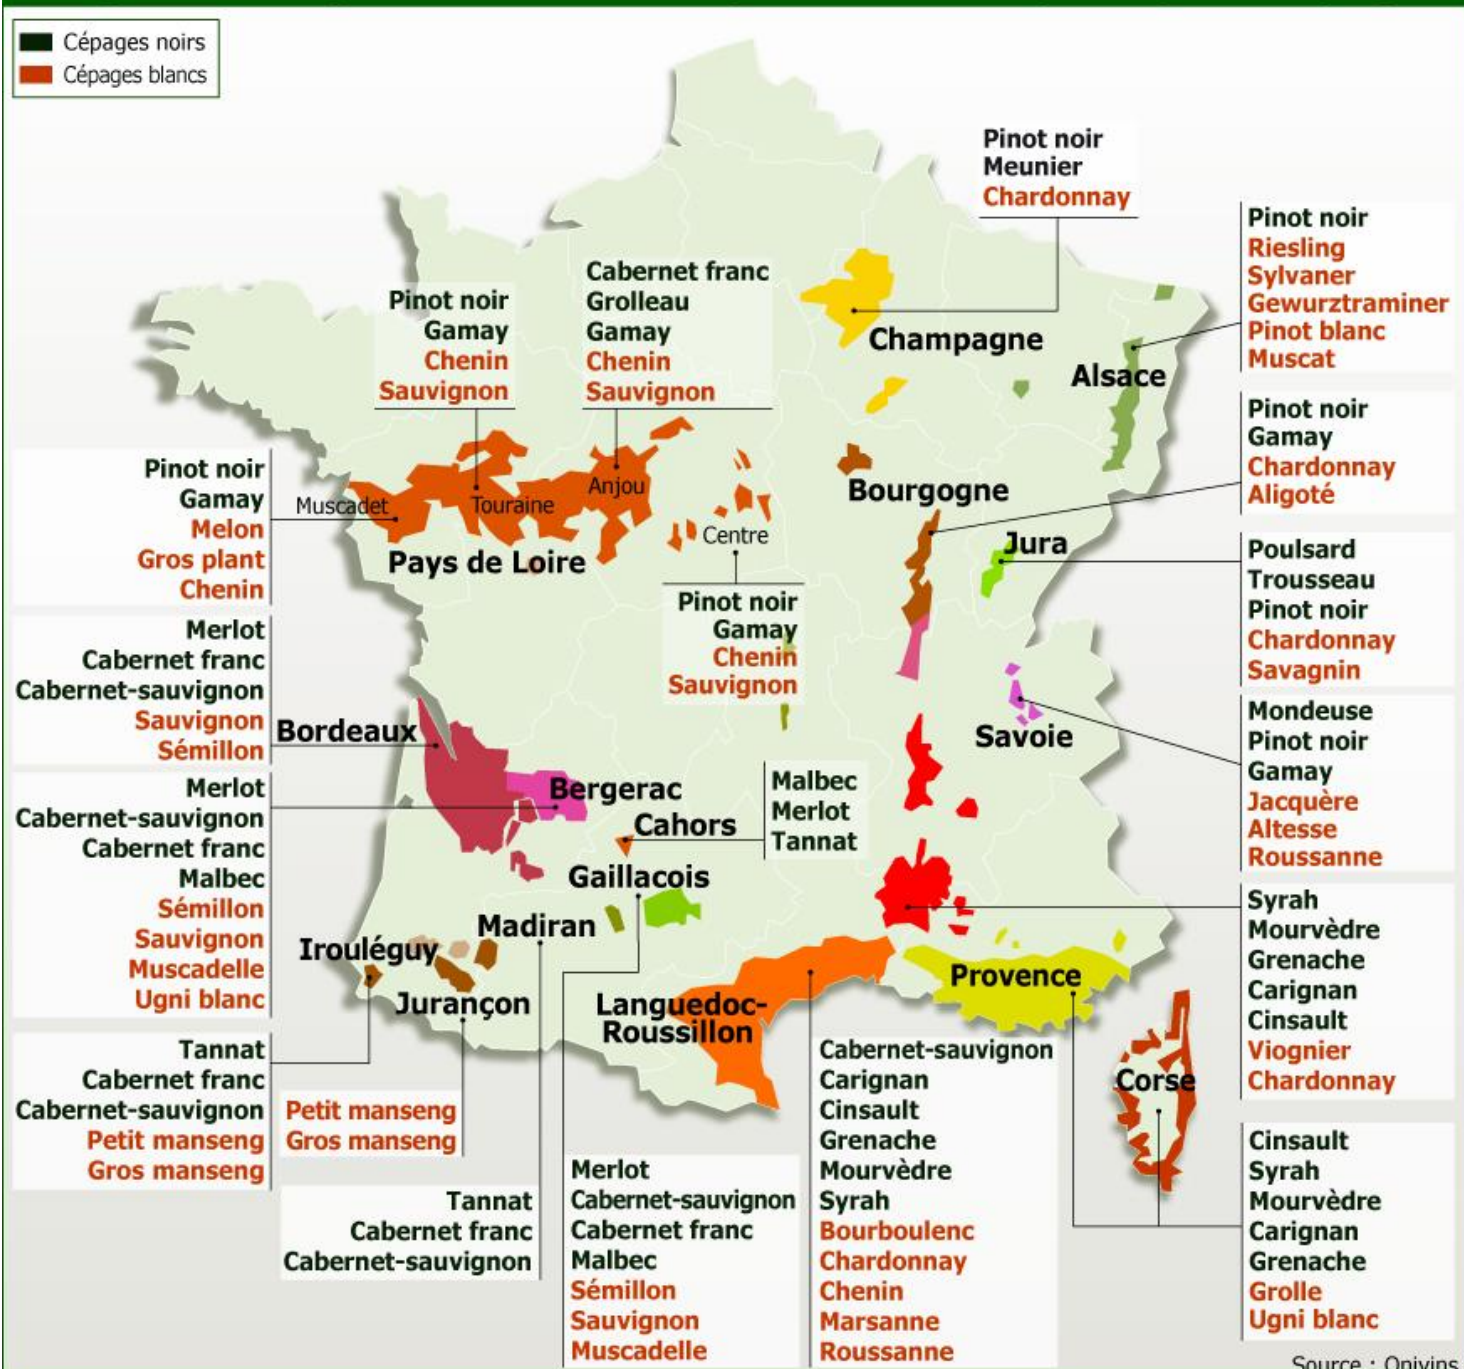 Cépages noirs
Cépages blancs
Pinot noir
Meunier
Chardonnay
Champagne
Pinot noir
Riesling
Sylvaner
Gewurztraminer
Pinot blanc
Muscat
Alsace
Pinot noir
Gamay
Chenin
Sauvignon
Cabernet franc
Grolleau
Gamay
Chenin
Sauvignon
Pinot noir
Gamay
Melon
Gros plant
Chenin
Muscadet
Touraine
Anjou
Pays de Loire
Centre
Pinot noir
Gamay
Chenin
Sauvignon
Bourgogne
Pinot noir
Gamay
Chardonnay
Aligoté
Jura
Poulsard
Trousseau
Pinot noir
Chardonnay
Savagnin
Merlot
Cabernet franc
Cabernet-sauvignon
Sauvignon
Sémillon
Bordeaux
Savoie
Mondeuse
Pinot noir
Gamay
Jacquère
Altesse
Roussanne
Merlot
Cabernet-sauvignon
Cabernet franc
Malbec
Sémillon
Sauvignon
Muscadelle
Ugni blanc
Bergerac
Cahors
Malbec
Merlot
Tannat
Gaillacois
Madiran
Irouléguy
Jurançon
Languedoc-
Roussillon
Provence
Corse
Syrah
Mourvèdre
Grenache
Carignan
Cinsault
Viognier
Chardonnay
Tannat
Cabernet franc
Cabernet-sauvignon
Petit manseng
Gros manseng
Petit manseng
Gros manseng
Tannat
Cabernet franc
Cabernet-sauvignon
Merlot
Cabernet-sauvignon
Cabernet franc
Malbec
Sémillon
Sauvignon
Muscadelle
Cabernet-sauvignon
Carignan
Cinsault
Grenache
Mourvèdre
Syrah
Bourboulenc
Chardonnay
Chenin
Marsanne
Roussanne
Cinsault
Syrah
Mourvèdre
Carignan
Grenache
Grolle
Ugni blanc
Source : Onivins